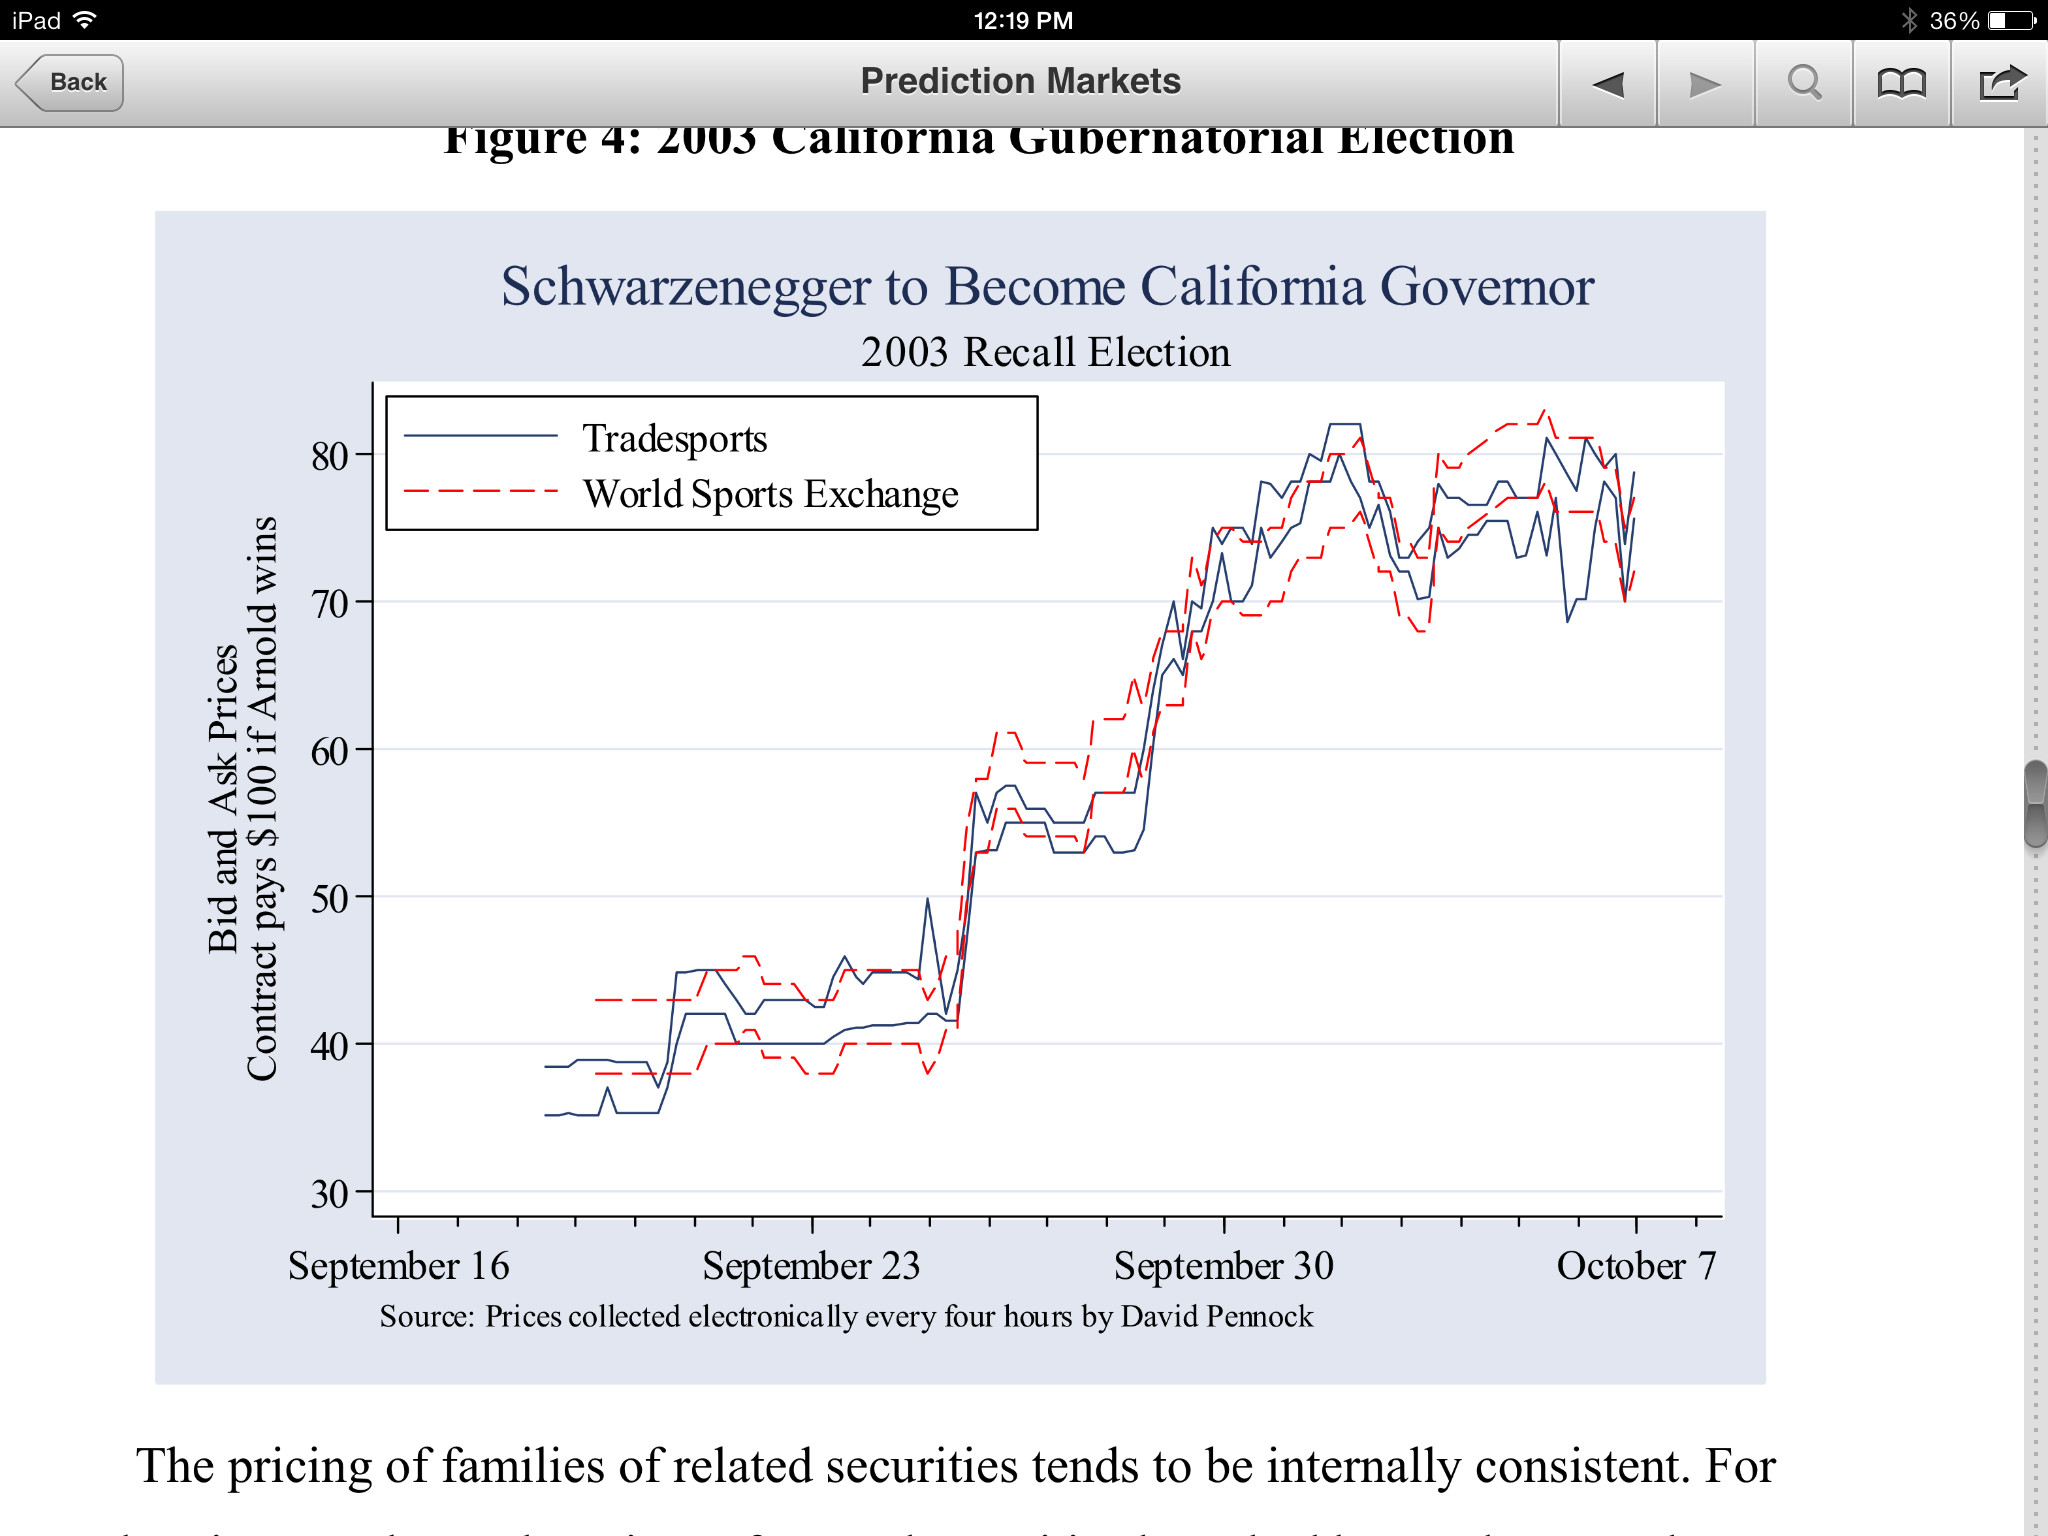 iPad 12:19 PM 36%
Back Prediction Markets
Figure 4: 2003 California Gubernatorial Election
Schwarzenegger to Become California Governor
2003 Recall Election
Tradesports
World Sports Exchange
Bid and Ask Prices
Contract pays $100 if Arnold wins
80
70
60
50
40
30
September 16 September 23 September 30 October 7
Source: Prices collected electronically every four hours by David Pennock
The pricing of families of related securities tends to be internally consistent. For